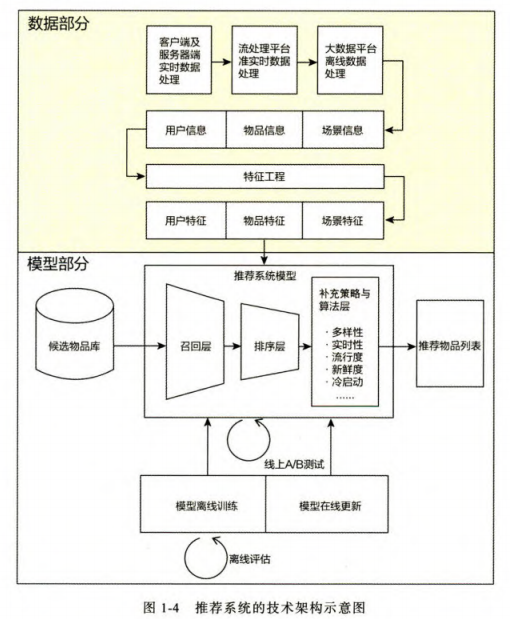 数据部分
客户端及
服务器端
实时数据
处理
流处理平台
准实时数据
处理
大数据平台
离线数据
处理
用户信息
物品信息
场景信息
特征工程
用户特征
物品特征
场景特征
模型部分
推荐系统模型
候选物品库
召回层
排序层
补充策略与
算法层
· 多样性
· 实时性
· 流行度
· 新鲜度
· 冷启动
……
推荐物品列表
线上A/B测试
模型离线训练
模型在线更新
离线评估
图 1-4 推荐系统的技术架构示意图